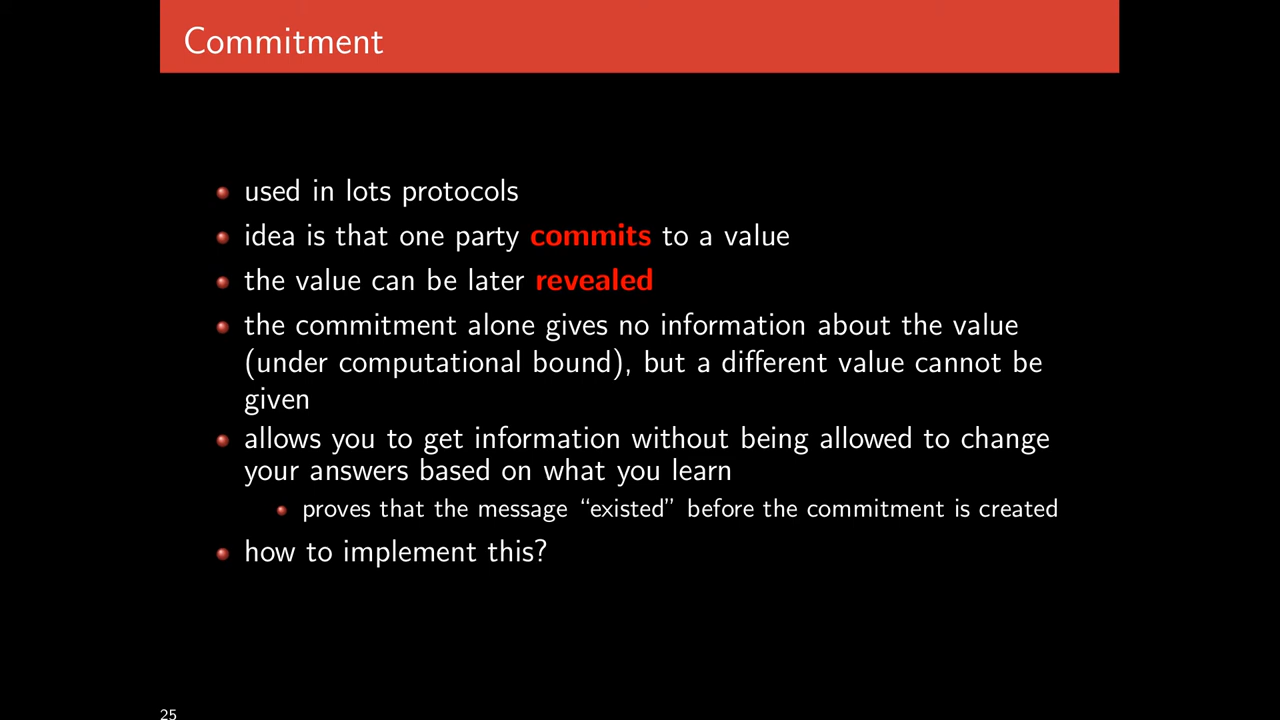 Commitment
used in lots protocols
idea is that one party commits to a value
the value can be later revealed
the commitment alone gives no information about the value
(under computational bound), but a different value cannot be
given
allows you to get information without being allowed to change
your answers based on what you learn
proves that the message “existed” before the commitment is created
how to implement this?
25